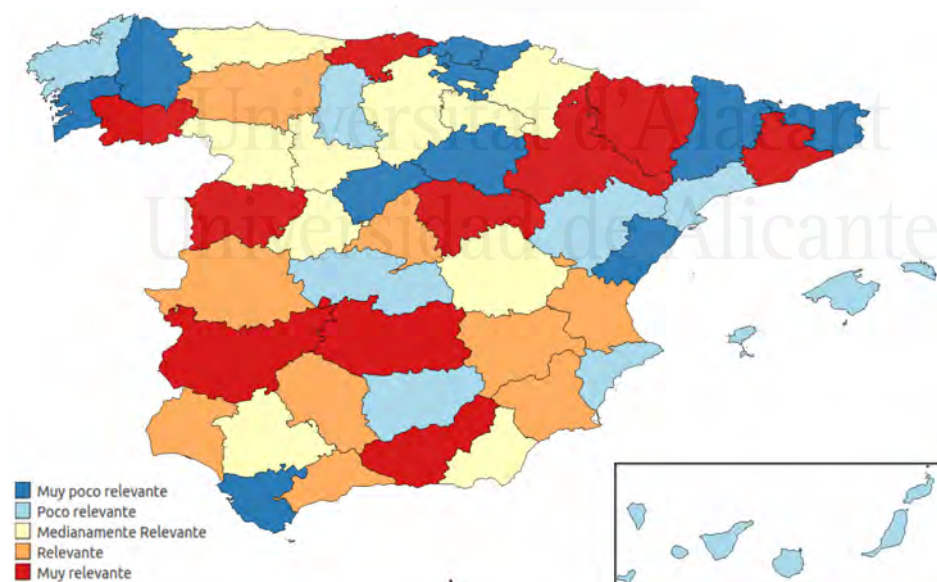 Universitat d'Alacant
Universidad de Alicante
Muy poco relevante
Poco relevante
Medianamente Relevante
Relevante
Muy relevante